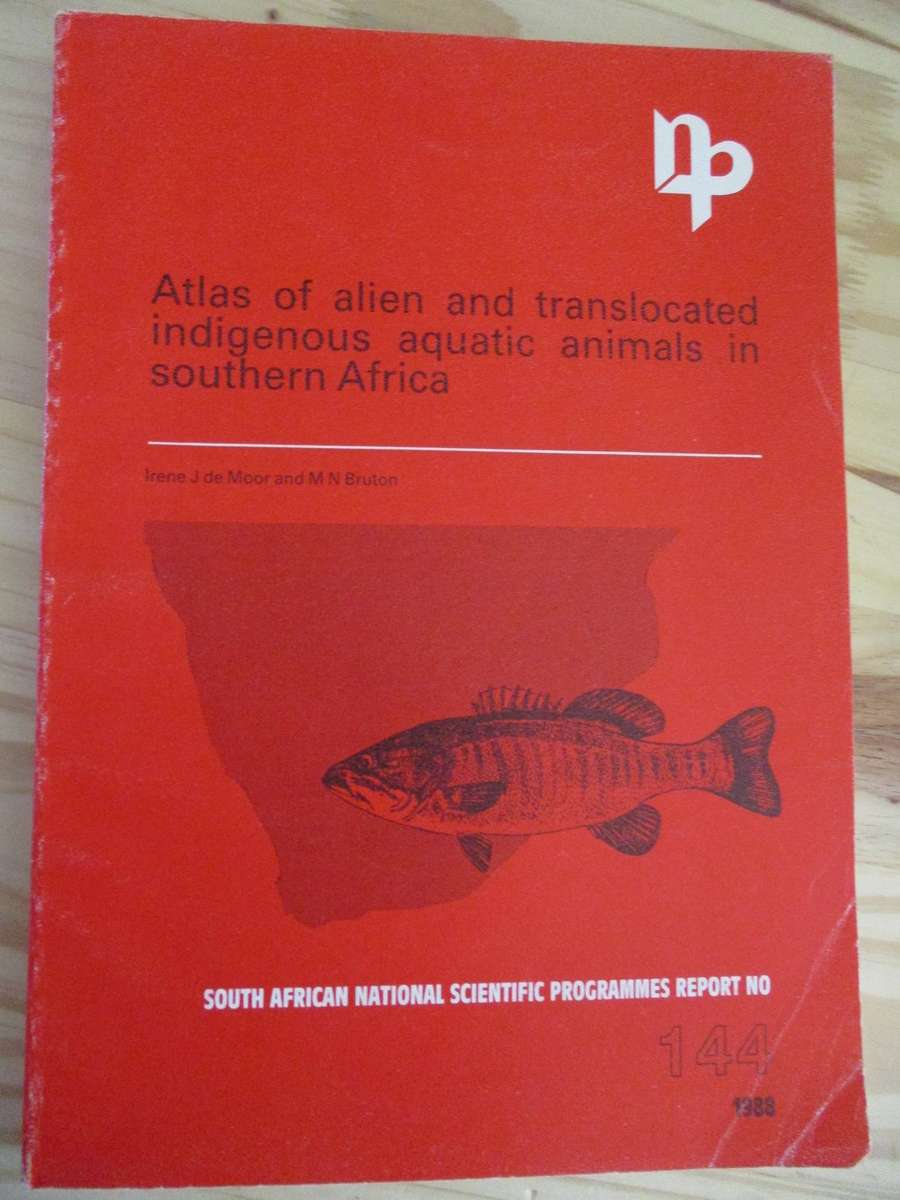 np
Atlas of alien and translocated
indigenous aquatic animals in
southern Africa
Irene J de Moor and M N Bruton
SOUTH AFRICAN NATIONAL SCIENTIFIC PROGRAMMES REPORT NO
144
1988